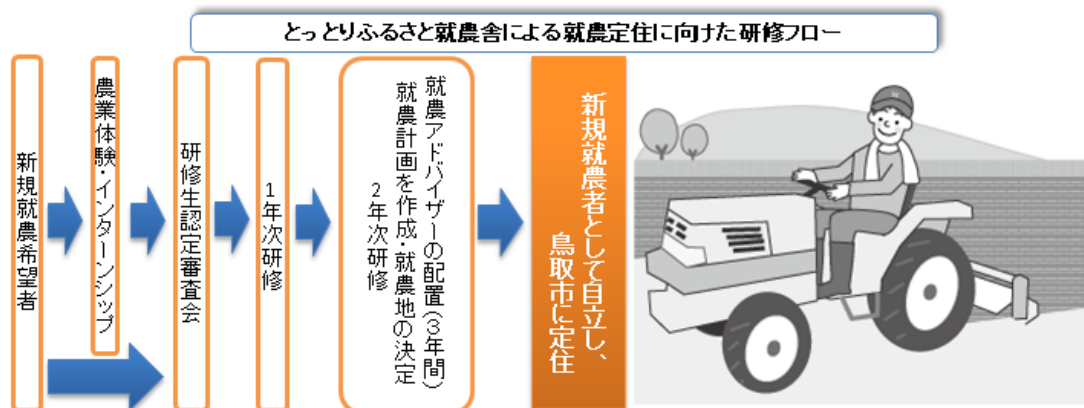 とっとりふるさと就農舎による就農定住に向けた研修フロー
新規就農希望者
農業体験・インターンシップ
研修生認定審査会
1年次研修
就農アドバイザーの配置(3年間)
就農計画を作成・就農地の決定
2年次研修
新規就農者として自立し、
鳥取市に定住